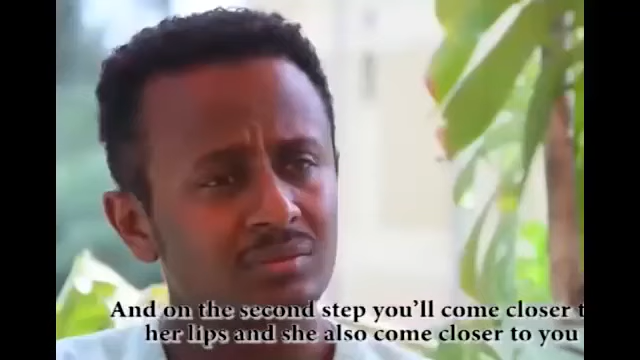 And on the second step you'll come closer t
her lips and she also come closer to you